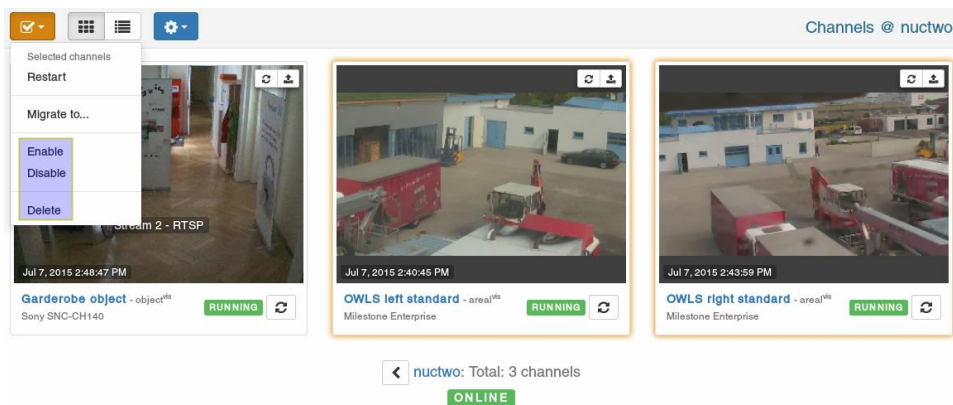 Channels @ nuctwo
Selected channels
Restart
Migrate to...
Enable
Disable
Delete
Stream 2 - RTSP
Jul 7, 2015 2:48:47 PM
Jul 7, 2015 2:40:45 PM
Jul 7, 2015 2:43:59 PM
Garderobe object - objectvis
Sony SNC-CH140
RUNNING
OWLS left standard - arealvis
Milestone Enterprise
RUNNING
OWLS right standard - arealvis
Milestone Enterprise
RUNNING
nuctwo: Total: 3 channels
ONLINE